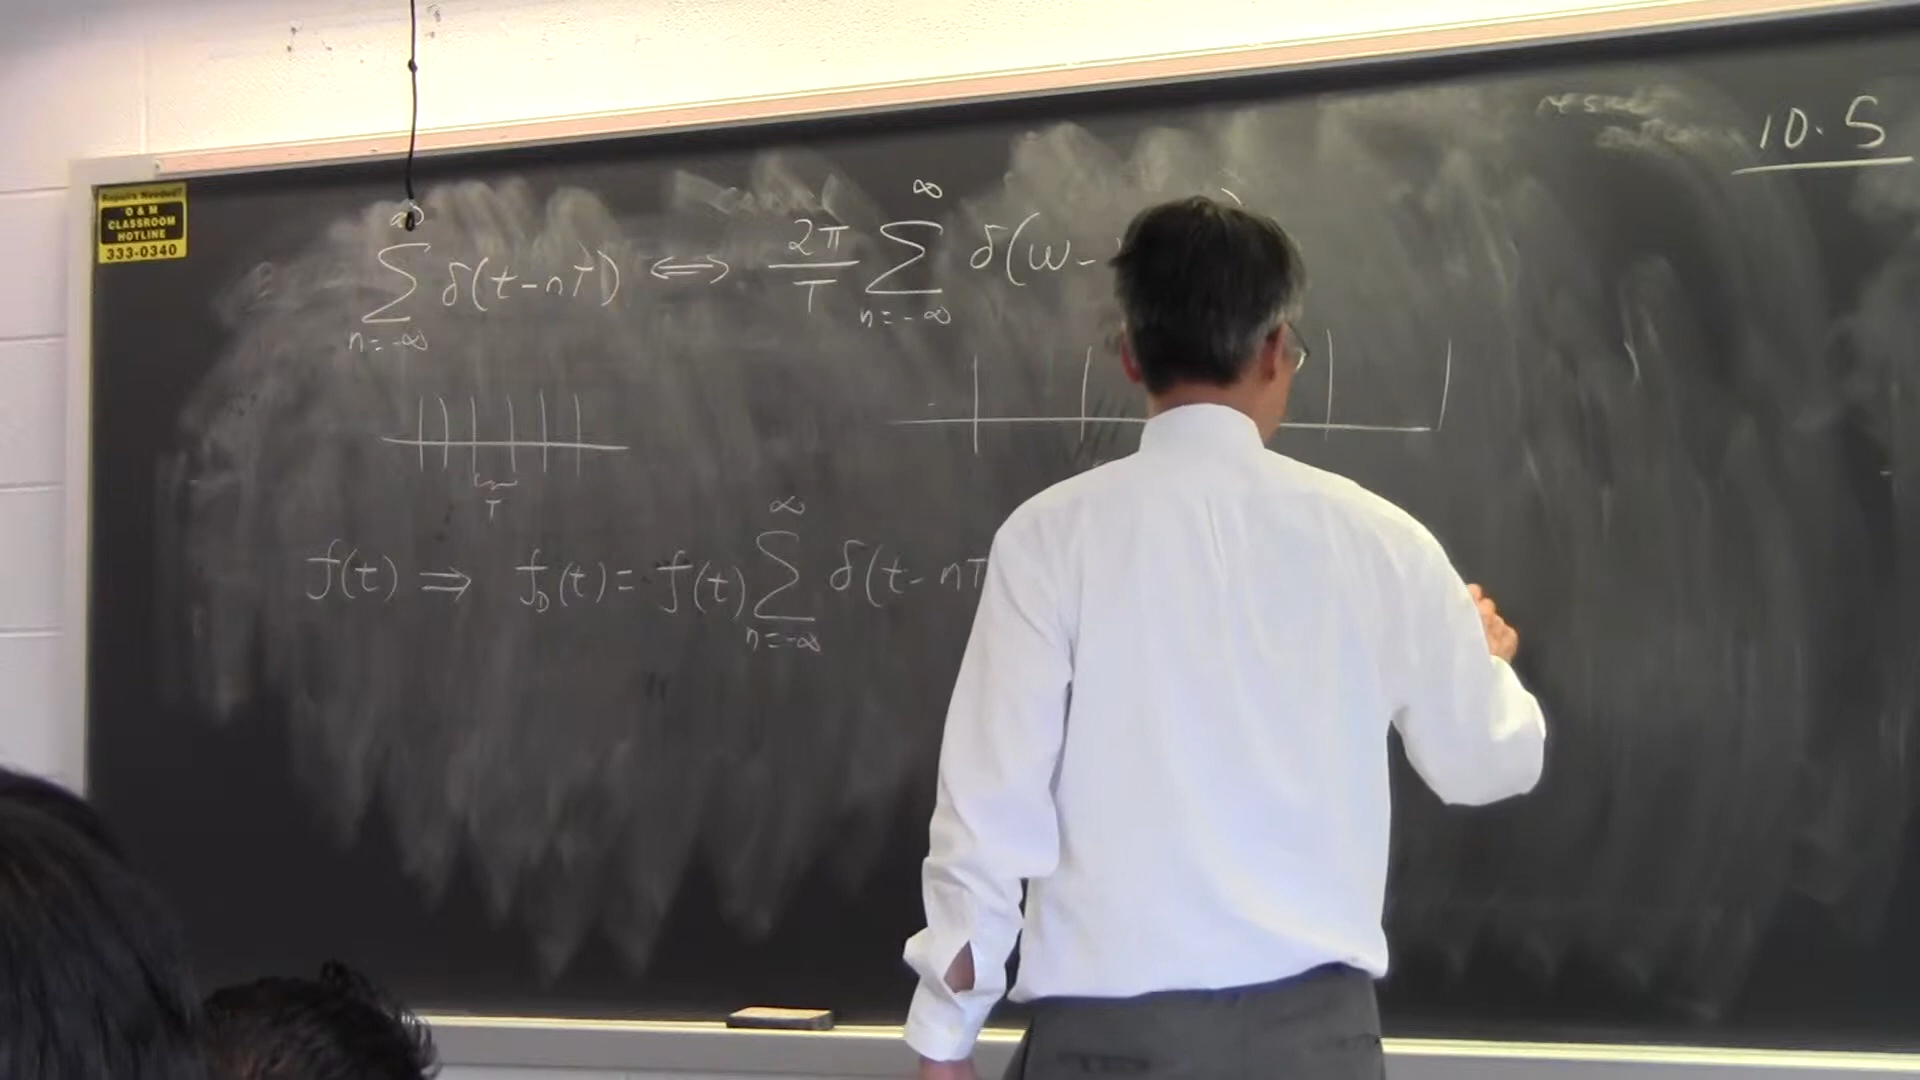 Repairs Needed?
O & M
CLASSROOM
HOTLINE
333-0340
10.5
∞ ∑ n=-∞ δ(t-nT) ⟺ 2π/T ∞ ∑ n=-∞ δ(ω-
T
f(t) ⇒ f_D(t) = f(t) ∞ ∑ n=-∞ δ(t-nT